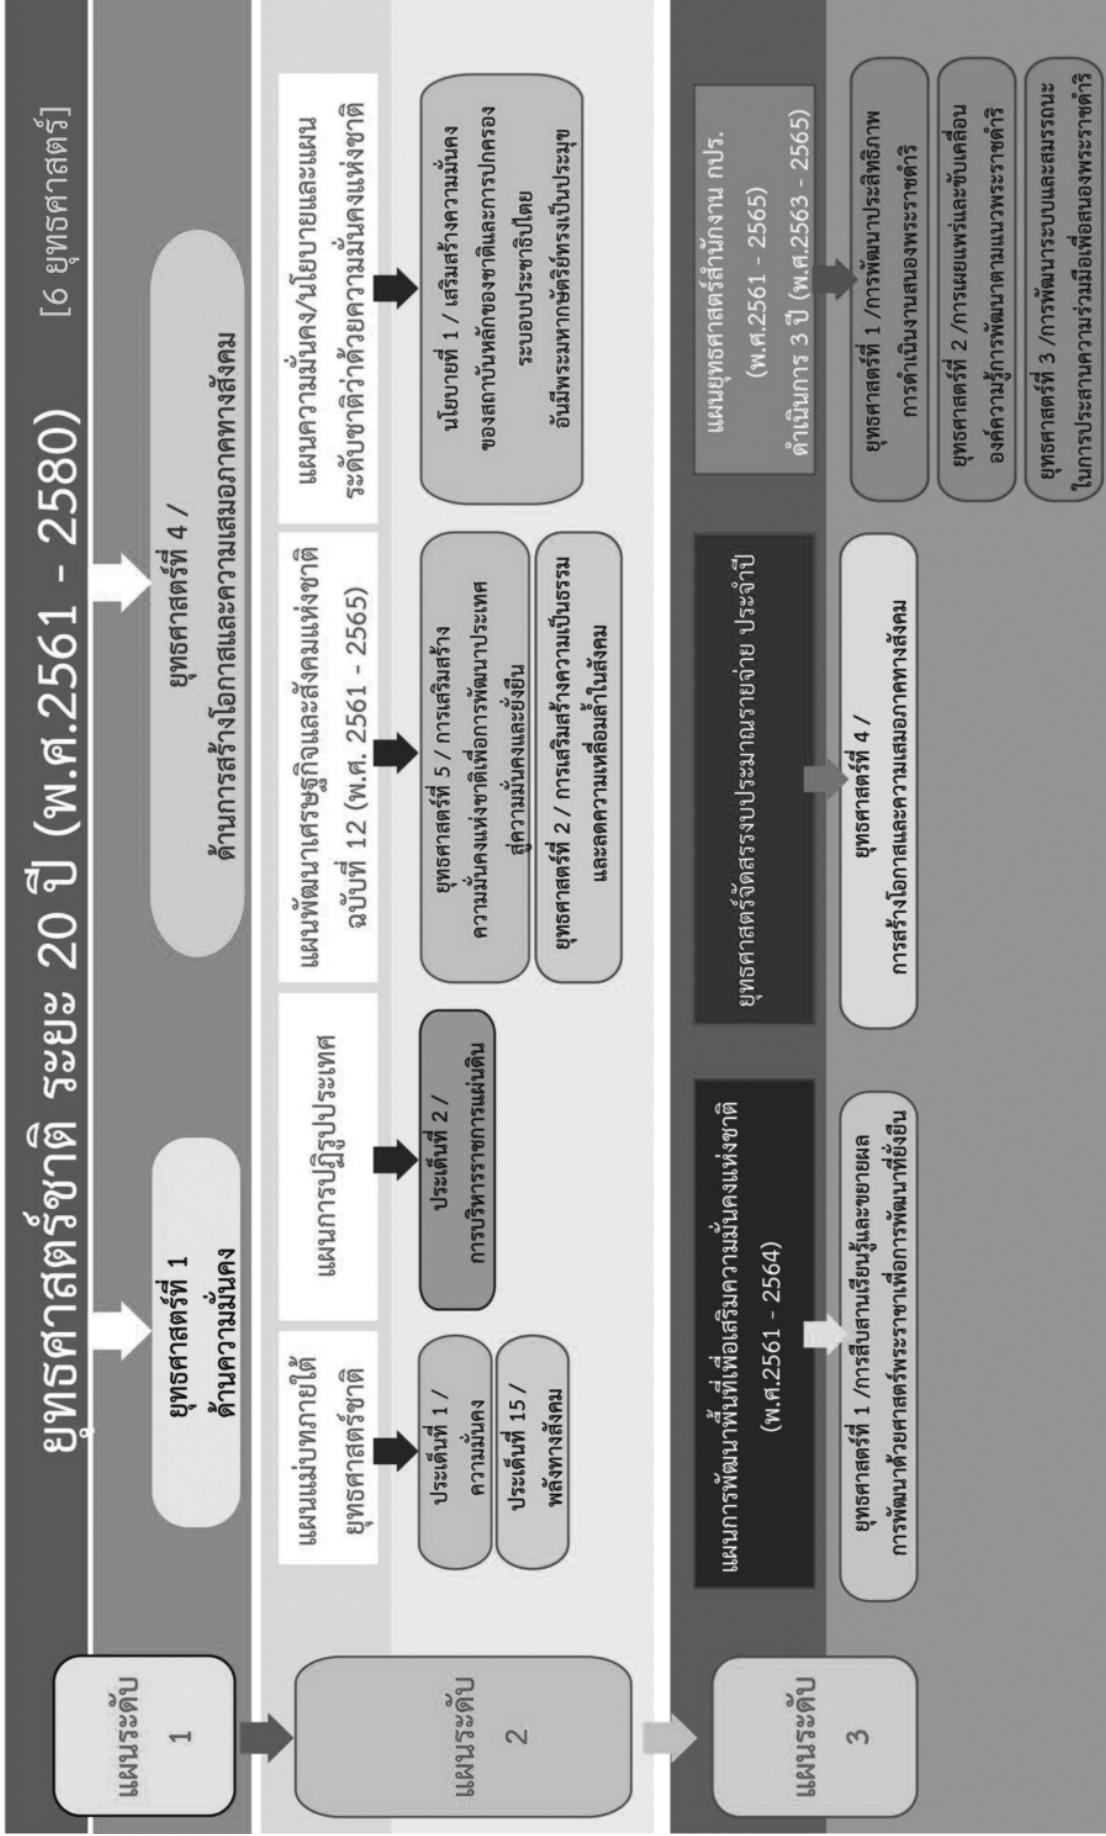 ยุทธศาสตร์ชาติ ระยะ 20 ปี (พ.ศ.2561 - 2580)
[6 ยุทธศาสตร์]
แผนระดับ
1
ยุทธศาสตร์ที่ 1
ด้านความมั่นคง
ยุทธศาสตร์ที่ 4 /
ด้านการสร้างโอกาสและความเสมอภาคทางสังคม
แผนระดับ
2
แผนแม่บทภายใต้
ยุทธศาสตร์ชาติ
ประเด็นที่ 1 /
ความมั่นคง
ประเด็นที่ 15 /
พลังทางสังคม
แผนการปฏิรูปประเทศ
ประเด็นที่ 2 /
การบริหารราชการแผ่นดิน
แผนพัฒนาเศรษฐกิจและสังคมแห่งชาติ
ฉบับที่ 12 (พ.ศ. 2561 - 2565)
ยุทธศาสตร์ที่ 5 / การเสริมสร้าง
ความมั่นคงแห่งชาติเพื่อการพัฒนาประเทศ
สู่ความมั่นคงและยั่งยืน
ยุทธศาสตร์ที่ 2 / การเสริมสร้างความเป็นธรรม
และลดความเหลื่อมล้ำในสังคม
แผนความมั่นคง/นโยบายและแผน
ระดับชาติว่าด้วยความมั่นคงแห่งชาติ
นโยบายที่ 1 / เสริมสร้างความมั่นคง
ของสถาบันหลักของชาติและการปกครอง
ระบอบประชาธิปไตย
อันมีพระมหากษัตริย์ทรงเป็นประมุข
แผนระดับ
3
แผนการพัฒนาพื้นที่เพื่อเสริมความมั่นคงแห่งชาติ
(พ.ศ.2561 - 2564)
ยุทธศาสตร์ที่ 1 /การสืบสานเรียนรู้และขยายผล
การพัฒนาด้วยศาสตร์พระราชาเพื่อการพัฒนาที่ยั่งยืน
ยุทธศาสตร์จัดสรรงบประมาณรายจ่าย ประจำปี
ยุทธศาสตร์ที่ 4 /
การสร้างโอกาสและความเสมอภาคทางสังคม
แผนยุทธศาสตร์สำนักงาน กปร.
(พ.ศ.2561 - 2565)
ดำเนินการ 3 ปี (พ.ศ.2563 - 2565)
ยุทธศาสตร์ที่ 1 /การพัฒนาประสิทธิภาพ
การดำเนินงานสนองพระราชดำริ
ยุทธศาสตร์ที่ 2 /การเผยแพร่และขับเคลื่อน
องค์ความรู้การพัฒนาตามแนวพระราชดำริ
ยุทธศาสตร์ที่ 3 /การพัฒนาระบบและสมรรถนะ
ในการประสานความร่วมมือเพื่อสนองพระราชดำริ